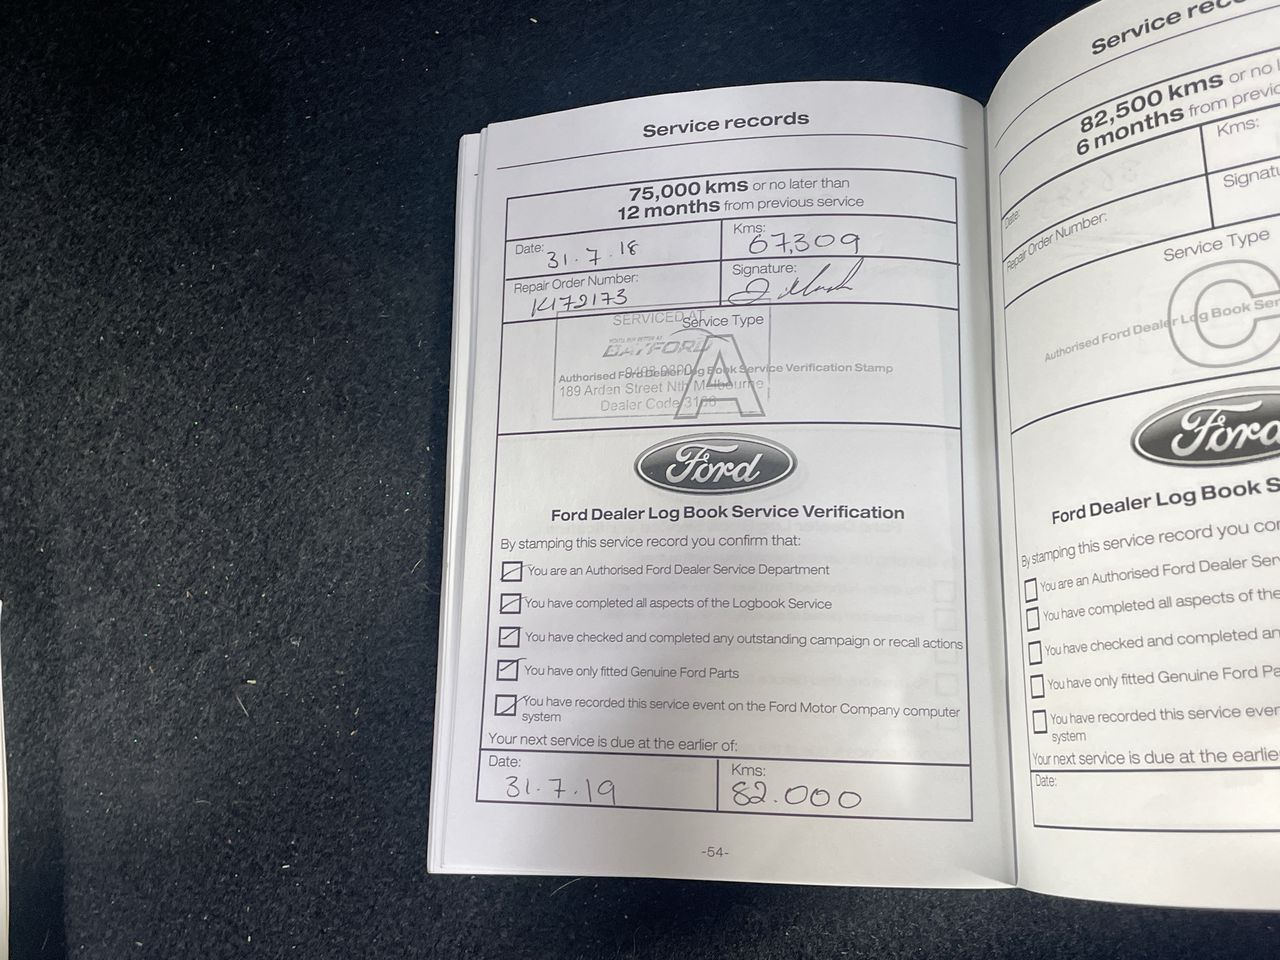 Service records
75,000 kms or no later than
12 months from previous service
Date: 31.7.18
Kms: 67,309
Repair Order Number: K172173
Signature:
SERVICED AT
Service Type
BAYFORD
A
Authorised Ford Dealer Log Book Service Verification Stamp
189 Arden Street Nth Melbourne
Dealer Code
Ford
Ford Dealer Log Book Service Verification
By stamping this service record you confirm that:
You are an Authorised Ford Dealer Service Department
You have completed all aspects of the Logbook Service
You have checked and completed any outstanding campaign or recall actions
You have only fitted Genuine Ford Parts
You have recorded this service event on the Ford Motor Company computer
system
Your next service is due at the earlier of:
Date: 31.7.19
Kms: 82.000
-54-
Service reco
82,500 kms or no l
6 months from previo
Date:
Kms:
Repair Order Number:
Signatu
Service Type
C
Authorised Ford Dealer Log Book Ser
Ford
Ford Dealer Log Book S
By stamping this service record you co
You are an Authorised Ford Dealer Ser
You have completed all aspects of the
You have checked and completed an
You have only fitted Genuine Ford Pa
You have recorded this service even
system
Your next service is due at the earlie
Date: